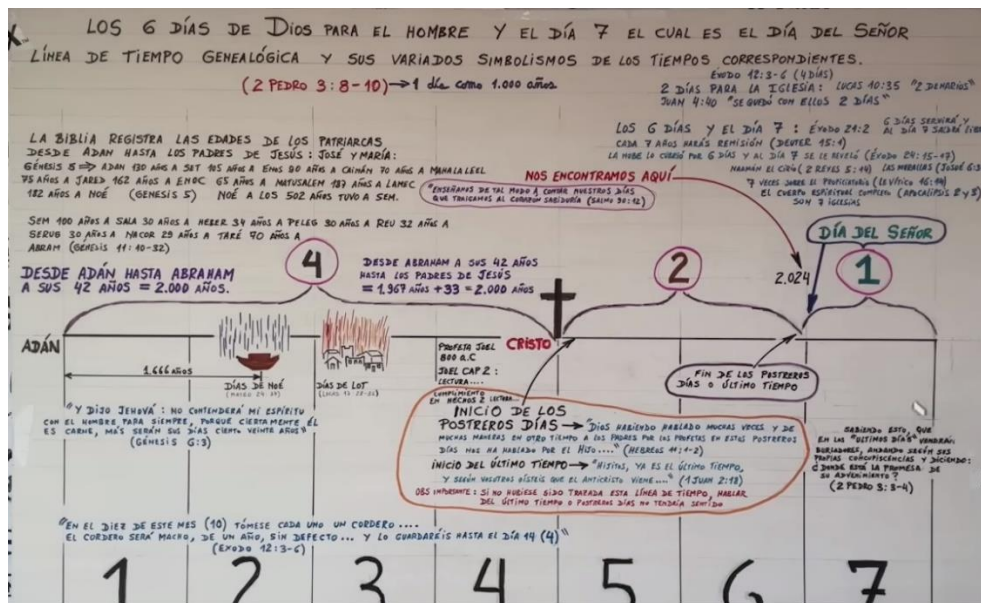 LOS 6 DÍAS DE DIOS PARA EL HOMBRE Y EL DÍA 7 EL CUAL ES EL DÍA DEL SEÑOR
LÍNEA DE TIEMPO GENEALÓGICA Y SUS VARIADOS SIMBOLISMOS DE LOS TIEMPOS CORRESPONDIENTES.
(2 PEDRO 3:8-10) → 1 día como 1.000 años
ÉXODO 12:3-6 (4 DÍAS)
2 DÍAS PARA LA IGLESIA: LUCAS 10:35 "2 DENARIOS"
JUAN 4:40 "SE QUEDÓ CON ELLOS 2 DÍAS"
LA BIBLIA REGISTRA LAS EDADES DE LOS PATRIARCAS
DESDE ADAN HASTA LOS PADRES DE JESÚS: JOSÉ Y MARÍA:
GÉNESIS 5 ⇒ ADAN 130 AÑOS A SET 105 AÑOS A ENOS 90 AÑOS A CAINÁN 70 AÑOS A MAHALALEEL
75 AÑOS A JARED 162 AÑOS A ENOC 65 AÑOS A MATUSALEN 187 AÑOS A LAMEC
182 AÑOS A NOÉ (GENESIS 5) NOÉ A LOS 502 AÑOS TUVO A SEM.
SEM 100 AÑOS A SALA 30 AÑOS A HEBER 34 AÑOS A PELEG 30 AÑOS A REU 32 AÑOS A
SERUG 30 AÑOS A NACOR 29 AÑOS A TARÉ 70 AÑOS A
ABRAM (GENESIS 11:10-32)
LOS 6 DÍAS Y EL DÍA 7: ÉXODO 21:2 6 DÍAS SERVIRÁ Y
AL DÍA 7 SALDRÁ
CADA 7 AÑOS HARÁS REMISIÓN (DEUTER 15:1)
LA NUBE LO CUBRIÓ POR 6 DÍAS Y AL DÍA 7 SE LE REVELÓ (ÉXODO 24:15-17)
NAAMÁN EL SIRIO (2 REYES 5:14) LAS MURALLAS (JOSUÉ 6:3
7 VECES SOBRE EL PROPICIATORIO (LEVÍTICO 16:14)
EL CUERPO ESPIRITUAL COMPLETO (APOCALIPSIS 2 y 3)
SON 7 IGLESIAS
NOS ENCONTRAMOS AQUÍ
"ENSÉÑANOS DE TAL MODO A CONTAR NUESTROS DÍAS
QUE TRAIGAMOS AL CORAZÓN SABIDURÍA (SALMO 90:12)
DÍA DEL SEÑOR
DESDE ADÁN HASTA ABRAHAM
A SUS 42 AÑOS = 2.000 AÑOS.
4
DESDE ABRAHAM A SUS 42 AÑOS
HASTA LOS PADRES DE JESÚS
= 1.967 AÑOS + 33 = 2.000 AÑOS.
2
2.024
1
ADÁN
1.666 AÑOS
DÍAS DE NOÉ
DÍAS DE LOT
PROFETA JOEL
800 a.C
JOEL CAP 2:
LECTURA....
CUMPLIMIENTO
EN HECHOS 2 LECTURA...
CRISTO
FIN DE LOS POSTREROS
DÍAS O ÚLTIMO TIEMPO
"Y DIJO JEHOVÁ: NO CONTENDERÁ MI ESPÍRITU
CON EL HOMBRE PARA SIEMPRE, PORQUE CIERTAMENTE ÉL
ES CARNE, MÁS SERÁN SUS DÍAS CIENTO VEINTE AÑOS"
(GÉNESIS 6:3)
INICIO DE LOS
POSTREROS DÍAS → "DIOS HABIENDO HABLADO MUCHAS VECES Y DE
MUCHAS MANERAS EN OTRO TIEMPO A LOS PADRES POR LOS PROFETAS EN ESTOS POSTREROS
DÍAS NOS HA HABLADO POR EL HIJO...." (HEBREOS 11:1-2)
INICIO DEL ÚLTIMO TIEMPO → "HIJITOS, YA ES EL ÚLTIMO TIEMPO,
Y SEGÚN VOSOTROS OÍSTEIS QUE EL ANTICRISTO VIENE...." (1 JUAN 2:18)
OBS IMPORTANTE: SI NO HUBIESE SIDO TRAZADA ESTA LÍNEA DE TIEMPO, HABLAR
DEL ÚLTIMO TIEMPO O POSTREROS DÍAS NO TENDRÍA SENTIDO
SABIENDO ESTO, QUE
EN LOS "ULTIMOS DÍAS" VENDRÁN
BURLADORES, ANDANDO SEGÚN SUS
PROPIAS CONCUPISCENCIAS Y DICIENDO:
¿DONDE ESTÁ LA PROMESA DE
SU ADVENIMIENTO?
(2 PEDRO 3:3-4)
"EN EL DIEZ DE ESTE MES (10) TÓMESE CADA UNO UN CORDERO....
EL CORDERO SERÁ MACHO, DE UN AÑO, SIN DEFECTO... Y LO GUARDARÉIS HASTA EL DÍA 14 (4)"
(ÉXODO 12:3-6)
1 2 3 4 5 6 7